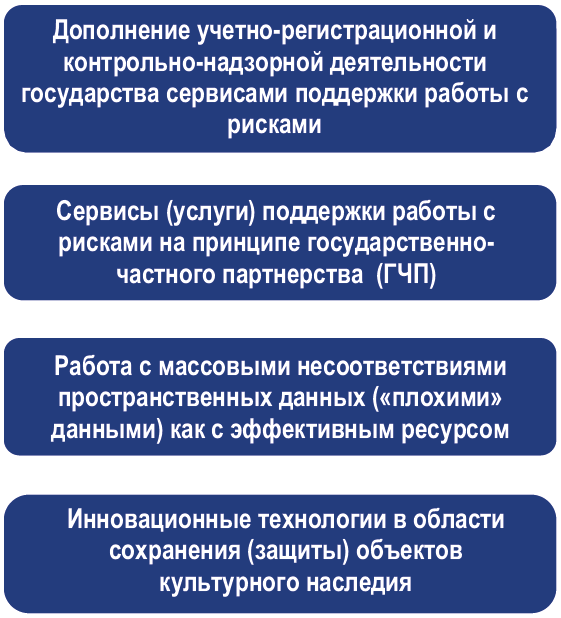 Дополнение учетно-регистрационной и
контрольно-надзорной деятельности
государства сервисами поддержки работы с
рисками
Сервисы (услуги) поддержки работы с
рисками на принципе государственно-
частного партнерства (ГЧП)
Работа с массовыми несоответствиями
пространственных данных («плохими»
данными) как с эффективным ресурсом
Инновационные технологии в области
сохранения (защиты) объектов
культурного наследия